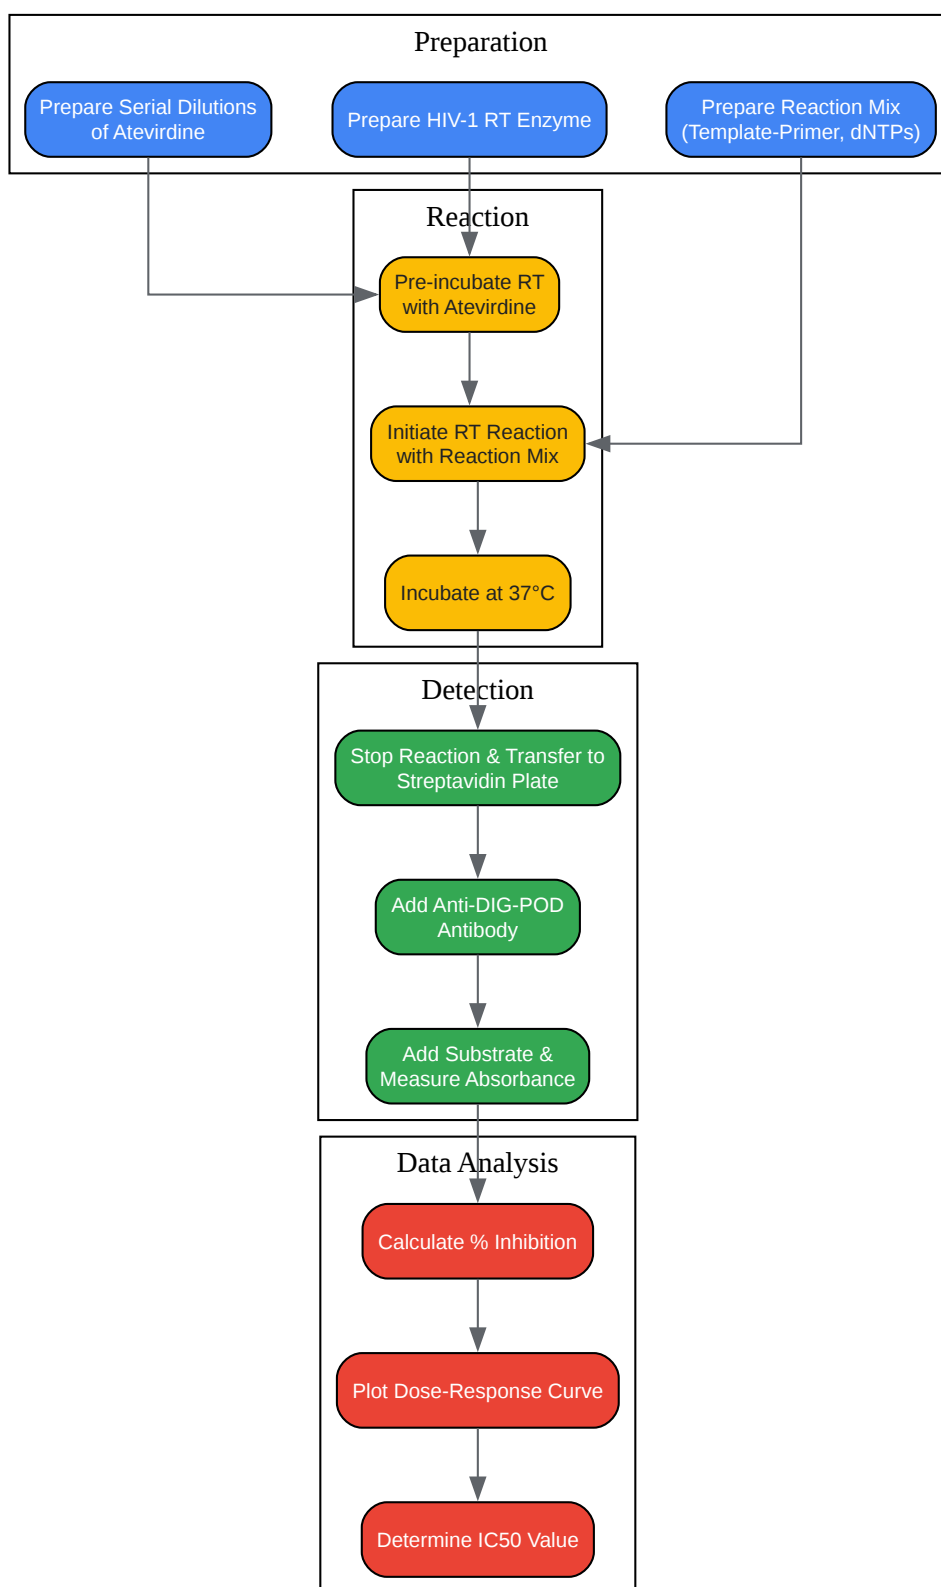 Preparation
Prepare Serial Dilutions
of Atevirdine
Prepare HIV-1 RT Enzyme
Prepare Reaction Mix
(Template-Primer, dNTPs)
Reaction
Pre-incubate RT
with Atevirdine
Initiate RT Reaction
with Reaction Mix
Incubate at 37°C
Detection
Stop Reaction & Transfer to
Streptavidin Plate
Add Anti-DIG-POD
Antibody
Add Substrate &
Measure Absorbance
Data Analysis
Calculate % Inhibition
Plot Dose-Response Curve
Determine IC50 Value